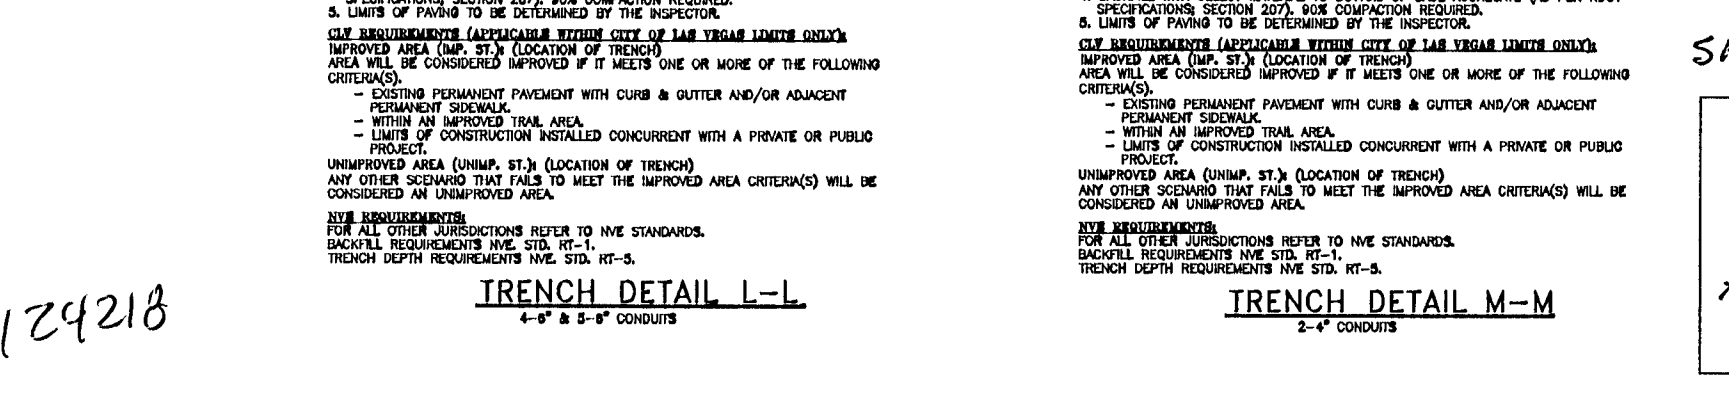 5. LIMITS OF PAVING TO BE DETERMINED BY THE INSPECTOR.
CLV REQUIREMENTS (APPLICABLE WITHIN CITY OF LAS VEGAS LIMITS ONLY):
IMPROVED AREA (IMP. ST.): (LOCATION OF TRENCH)
AREA WILL BE CONSIDERED IMPROVED IF IT MEETS ONE OR MORE OF THE FOLLOWING
CRITERIA(S).
- EXISTING PERMANENT PAVEMENT WITH CURB & GUTTER AND/OR ADJACENT
PERMANENT SIDEWALK.
- WITHIN AN IMPROVED TRAIL AREA.
- LIMITS OF CONSTRUCTION INSTALLED CONCURRENT WITH A PRIVATE OR PUBLIC
PROJECT.
UNIMPROVED AREA (UNIMP. ST.): (LOCATION OF TRENCH)
ANY OTHER SCENARIO THAT FAILS TO MEET THE IMPROVED AREA CRITERIA(S) WILL BE
CONSIDERED AN UNIMPROVED AREA.
NVE REQUIREMENTS:
FOR ALL OTHER JURISDICTIONS REFER TO NVE STANDARDS.
BACKFILL REQUIREMENTS NVE. STD. RT-1.
TRENCH DEPTH REQUIREMENTS NVE. STD. RT-5.
TRENCH DETAIL L-L
4-6" & 5-6" CONDUITS
124218
SPECIFICATIONS; SECTION 207). 90% COMPACTION REQUIRED.
5. LIMITS OF PAVING TO BE DETERMINED BY THE INSPECTOR.
CLV REQUIREMENTS (APPLICABLE WITHIN CITY OF LAS VEGAS LIMITS ONLY):
IMPROVED AREA (IMP. ST.): (LOCATION OF TRENCH)
AREA WILL BE CONSIDERED IMPROVED IF IT MEETS ONE OR MORE OF THE FOLLOWING
CRITERIA(S).
- EXISTING PERMANENT PAVEMENT WITH CURB & GUTTER AND/OR ADJACENT
PERMANENT SIDEWALK.
- WITHIN AN IMPROVED TRAIL AREA.
- LIMITS OF CONSTRUCTION INSTALLED CONCURRENT WITH A PRIVATE OR PUBLIC
PROJECT.
UNIMPROVED AREA (UNIMP. ST.): (LOCATION OF TRENCH)
ANY OTHER SCENARIO THAT FAILS TO MEET THE IMPROVED AREA CRITERIA(S) WILL BE
CONSIDERED AN UNIMPROVED AREA.
NVE REQUIREMENTS:
FOR ALL OTHER JURISDICTIONS REFER TO NVE STANDARDS.
BACKFILL REQUIREMENTS NVE STD. RT-1.
TRENCH DEPTH REQUIREMENTS NVE STD. RT-5.
TRENCH DETAIL M-M
2-4" CONDUITS